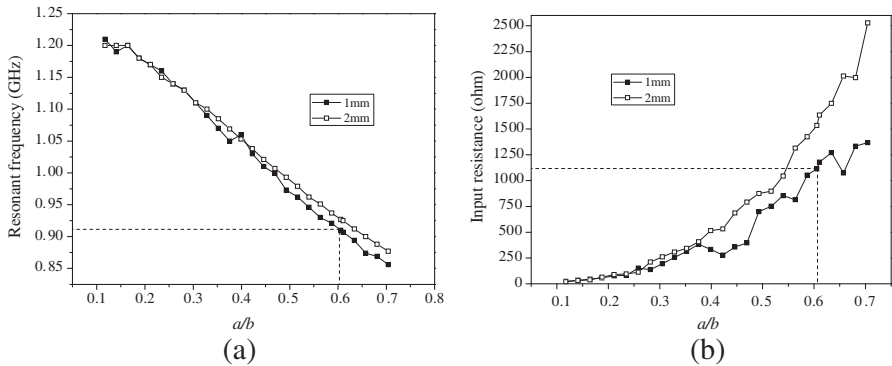 1.20
1.15
1.10
1.05
1.00
0.95
0.90
0.85
1.25
Resonant frequency (GHz)
1mm
2mm
0.1 0.2 0.3 0.4 0.5 0.6 0.7 0.8
a/b
(a)
2500
2250
2000
1750
1500
1250
1000
750
500
250
0
Input resistance (ohm)
1mm
2mm
0.1 0.2 0.3 0.4 0.5 0.6 0.7
a/b
(b)